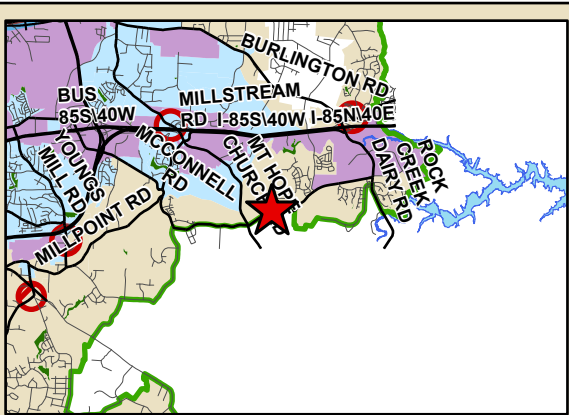 BURLINGTON RD
BUS
85S\40W
MILLSTREAM
RD I-85S\40W I-85N\40E
YOUNGS
MILL RD
MCCONNELL
RD
MT HOPE
CHURCH
DAIRY RD
ROCK
CREEK
MILLPOINT RD